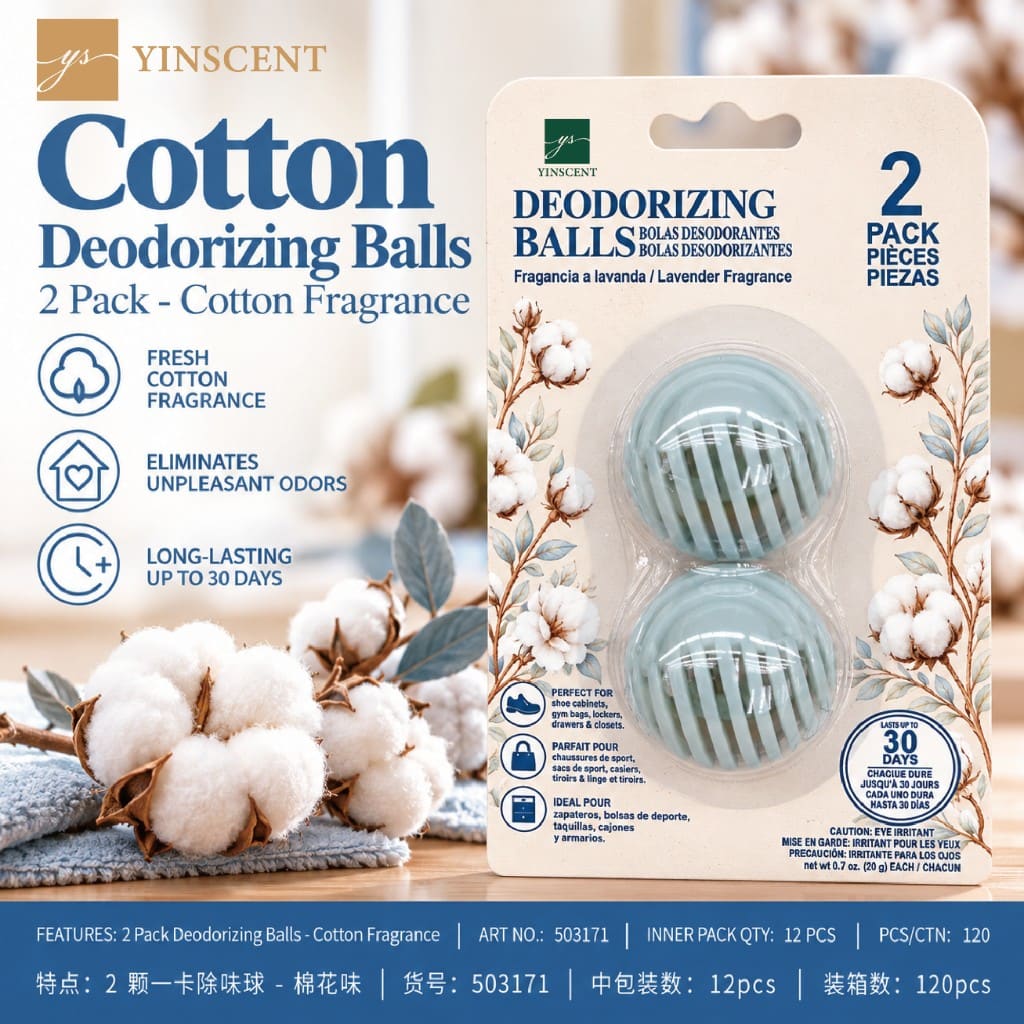 ys YINSCENT
Cotton
Deodorizing Balls
2 Pack - Cotton Fragrance
FRESH
COTTON
FRAGRANCE
ELIMINATES
UNPLEASANT ODORS
LONG-LASTING
UP TO 30 DAYS
ys
YINSCENT
DEODORIZING
BALLS BOLAS DESODORANTES
BOLAS DESODORIZANTES
Fragancia a lavanda / Lavender Fragrance
2
PACK
PIÈCES
PIEZAS
PERFECT FOR
shoe cabinets,
gym bags, lockers,
drawers & closets.
PARFAIT POUR
chaussures de sport,
sacs de sport, casiers,
tiroirs & linge et tiroirs.
IDEAL POUR
zapateros, bolsas de deporte,
taquillas, cajones
y armarios.
LASTS UP TO
30
DAYS
CHACIUE DURE
JUSQU'À 30 JOURS
CADA UNO DURA
HASTA 30 DÍAS
CAUTION: EYE IRRITANT
MISE EN GARDE: IRRITANT POUR LES YEUX
PRECAUCIÓN: IRRITANTE PARA LOS OJOS
net wt 0.7 oz. (20 g) EACH / CHACUN
FEATURES: 2 Pack Deodorizing Balls - Cotton Fragrance | ART NO.: 503171 | INNER PACK QTY: 12 PCS | PCS/CTN: 120
特点：2 颗一卡除味球 - 棉花味 | 货号：503171 | 中包装数：12pcs | 装箱数：120pcs